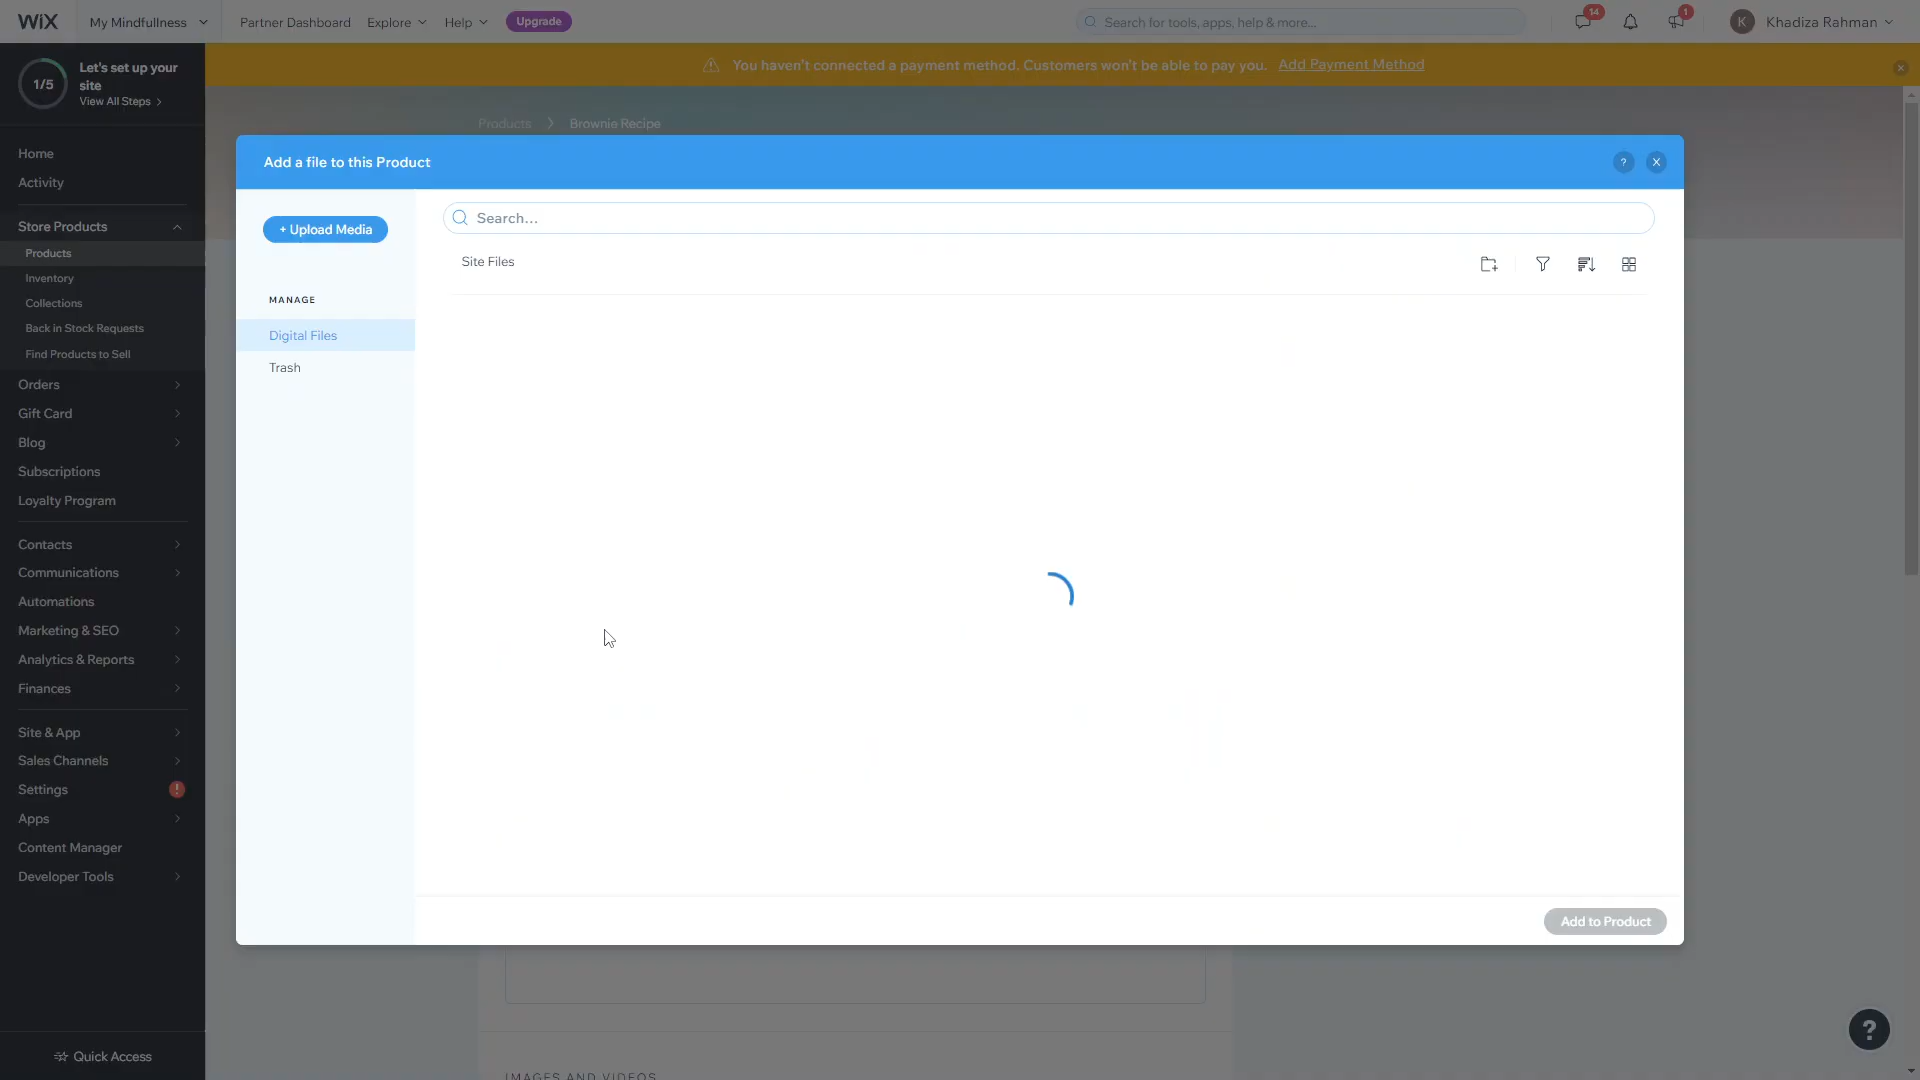 WiX
My Mindfullness
Partner Dashboard
Explore
Help
Upgrade
Search for tools, apps, help & more...
14
1
K
Khadiza Rahman
1/5
Let's set up your
site
View All Steps >
You haven't connected a payment method. Customers won't be able to pay you. Add Payment Method
Products > Brownie Recipe
Home
Activity
Store Products
Products
Inventory
Collections
Back in Stock Requests
Find Products to Sell
Orders
Gift Card
Blog
Subscriptions
Loyalty Program
Contacts
Communications
Automations
Marketing & SEO
Analytics & Reports
Finances
Site & App
Sales Channels
Settings
!
Apps
Content Manager
Developer Tools
Quick Access
Add a file to this Product
?
+ Upload Media
MANAGE
Digital Files
Trash
Search...
Site Files
Add to Product
IMAGES AND VIDEOS
?